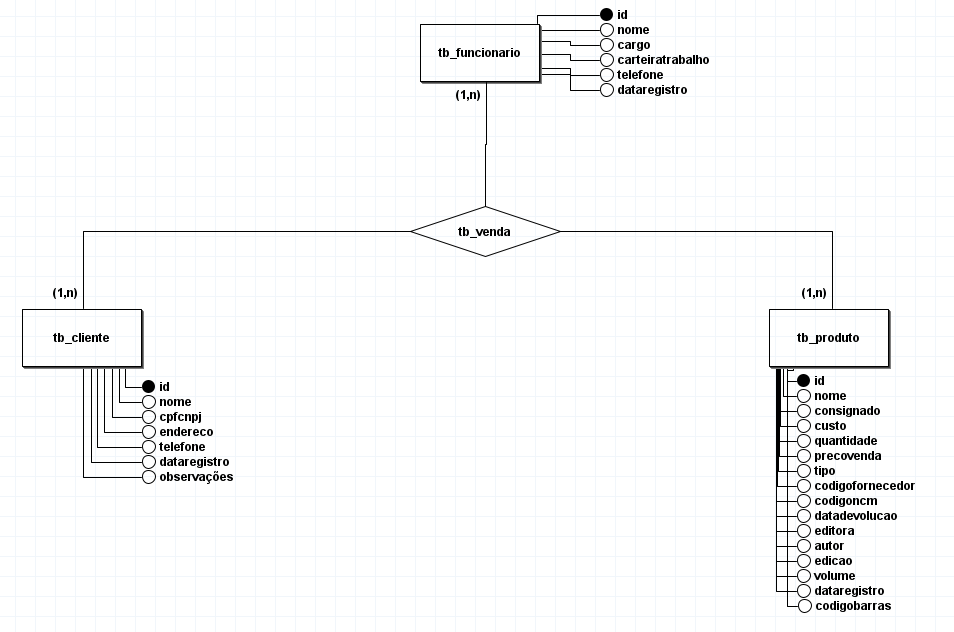 id
nome
tb_funcionario
cargo
carteiratrabalho
telefone
dataregistro
(1,n)
tb_venda
(1,n)
(1,n)
tb_cliente
tb_produto
id
nome
cpfcnpj
endereco
telefone
dataregistro
observações
id
nome
consignado
custo
quantidade
precovenda
tipo
codigofornecedor
codigoncm
datadevolucao
editora
autor
edicao
volume
dataregistro
codigobarras